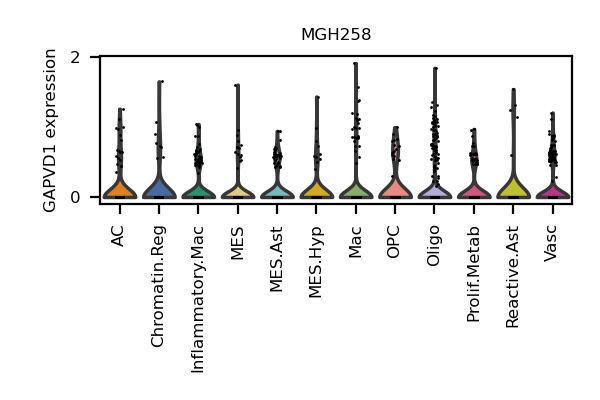 MGH258
GAPVD1 expression
2
0
AC
Chromatin.Reg
Inflammatory.Mac
MES
MES.Ast
MES.Hyp
Mac
OPC
Oligo
Prolif.Metab
Reactive.Ast
Vasc